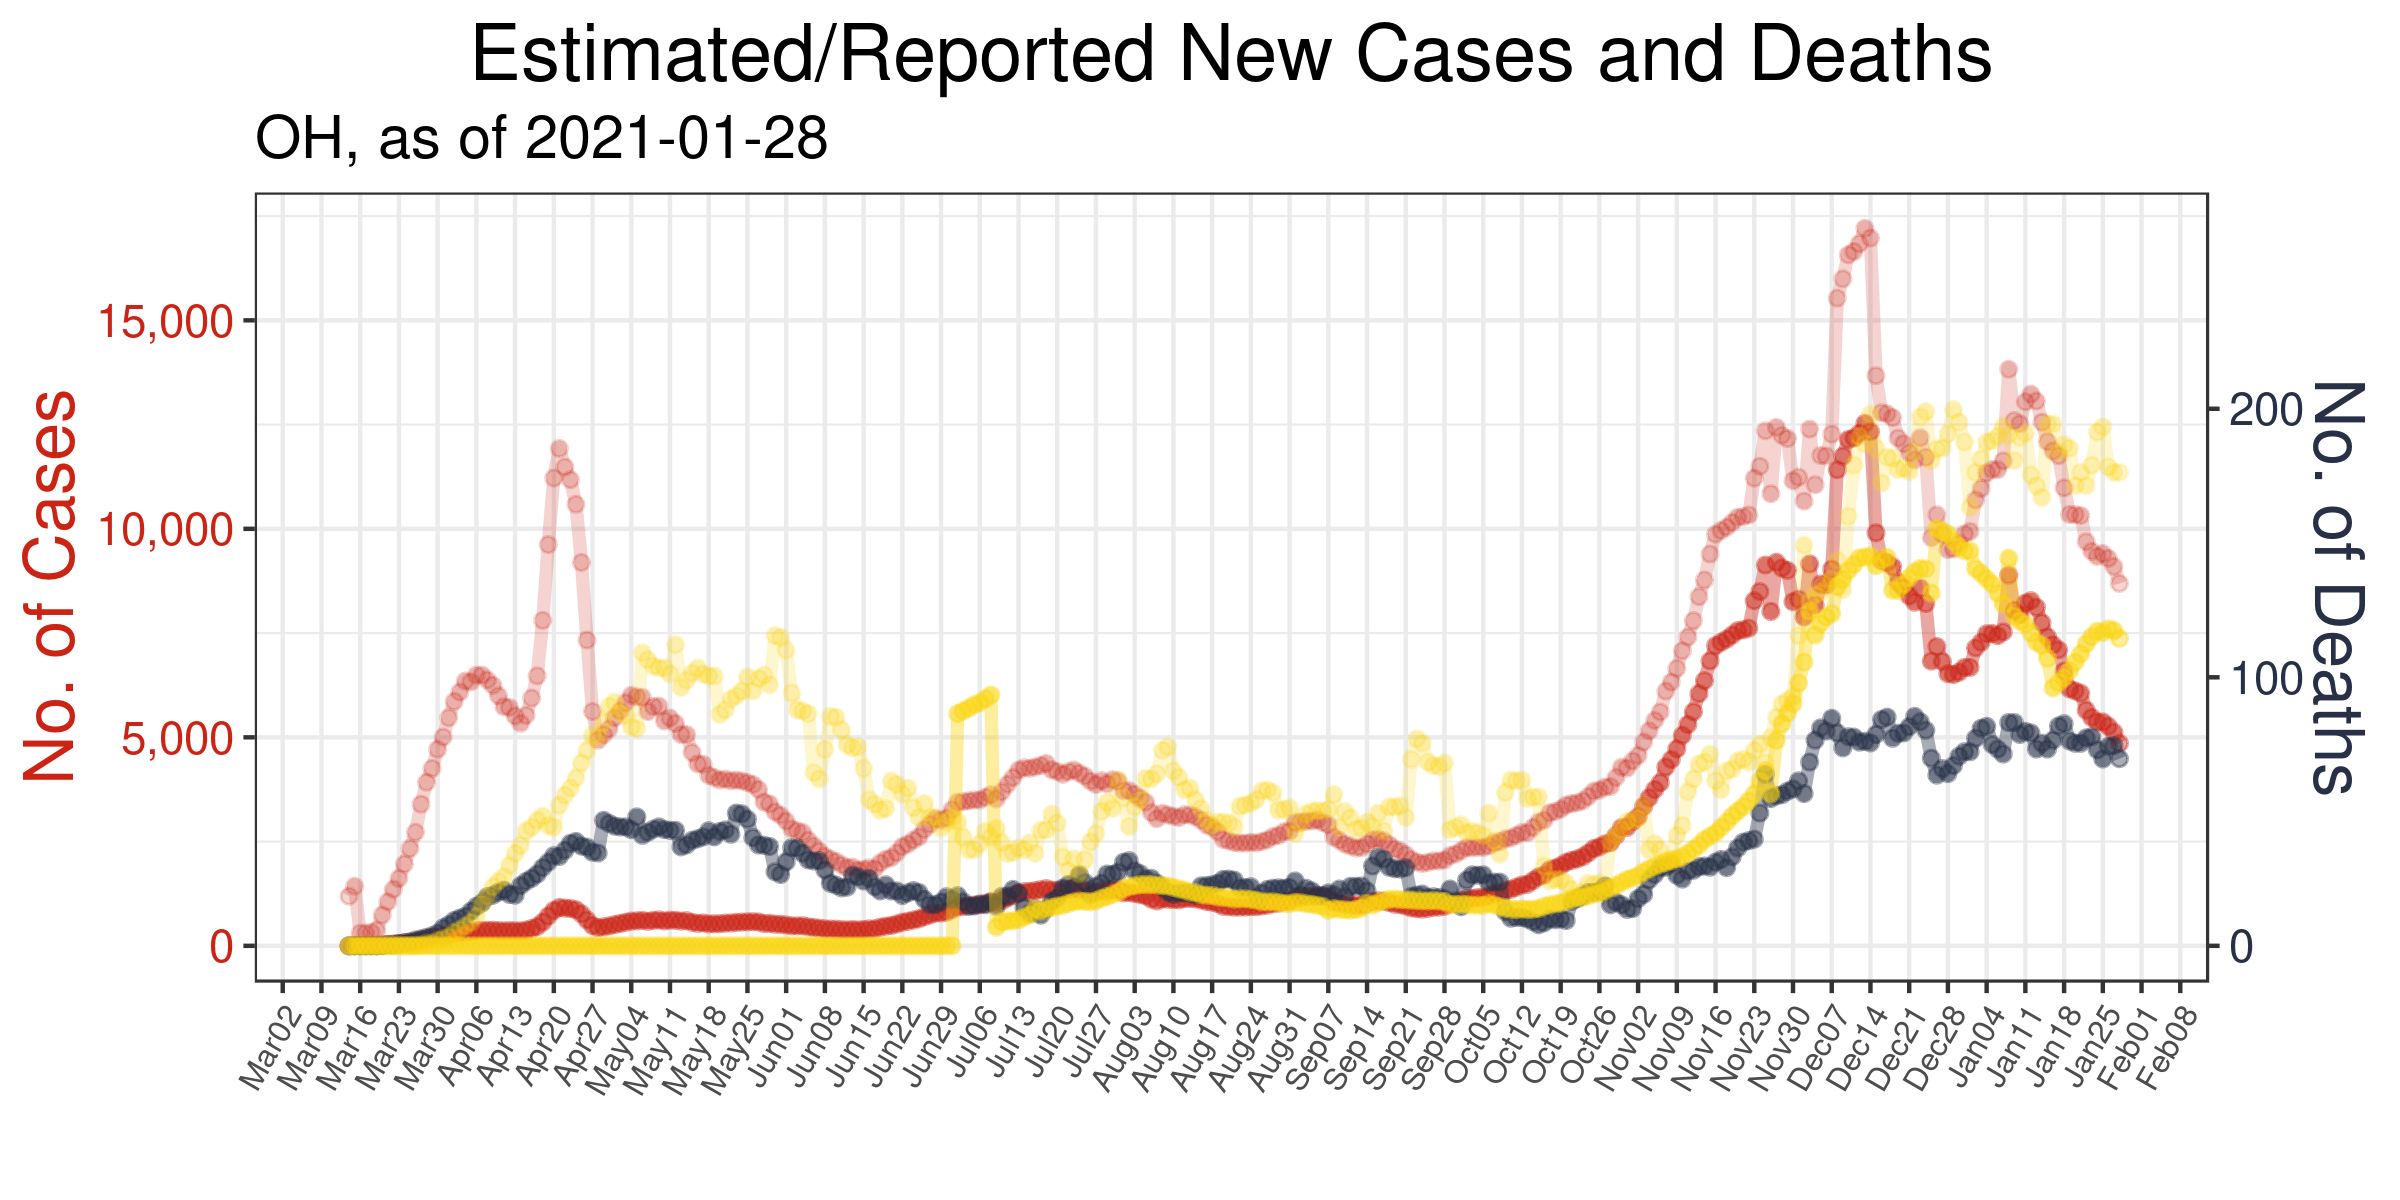 Estimated/Reported New Cases and Deaths
OH, as of 2021-01-28
No. of Cases
15,000
10,000
5,000
0
200
100
0
No. of Deaths
Mar02 Mar09 Mar16 Mar23 Mar30 Apr06 Apr13 Apr20 Apr27 May04 May11 May18 May25 Jun01 Jun08 Jun15 Jun22 Jun29 Jul06 Jul13 Jul20 Jul27 Aug03 Aug10 Aug17 Aug24 Aug31 Sep07 Sep14 Sep21 Sep28 Oct05 Oct12 Oct19 Oct26 Nov02 Nov09 Nov16 Nov23 Nov30 Dec07 Dec14 Dec21 Dec28 Jan04 Jan11 Jan18 Jan25 Feb01 Feb08